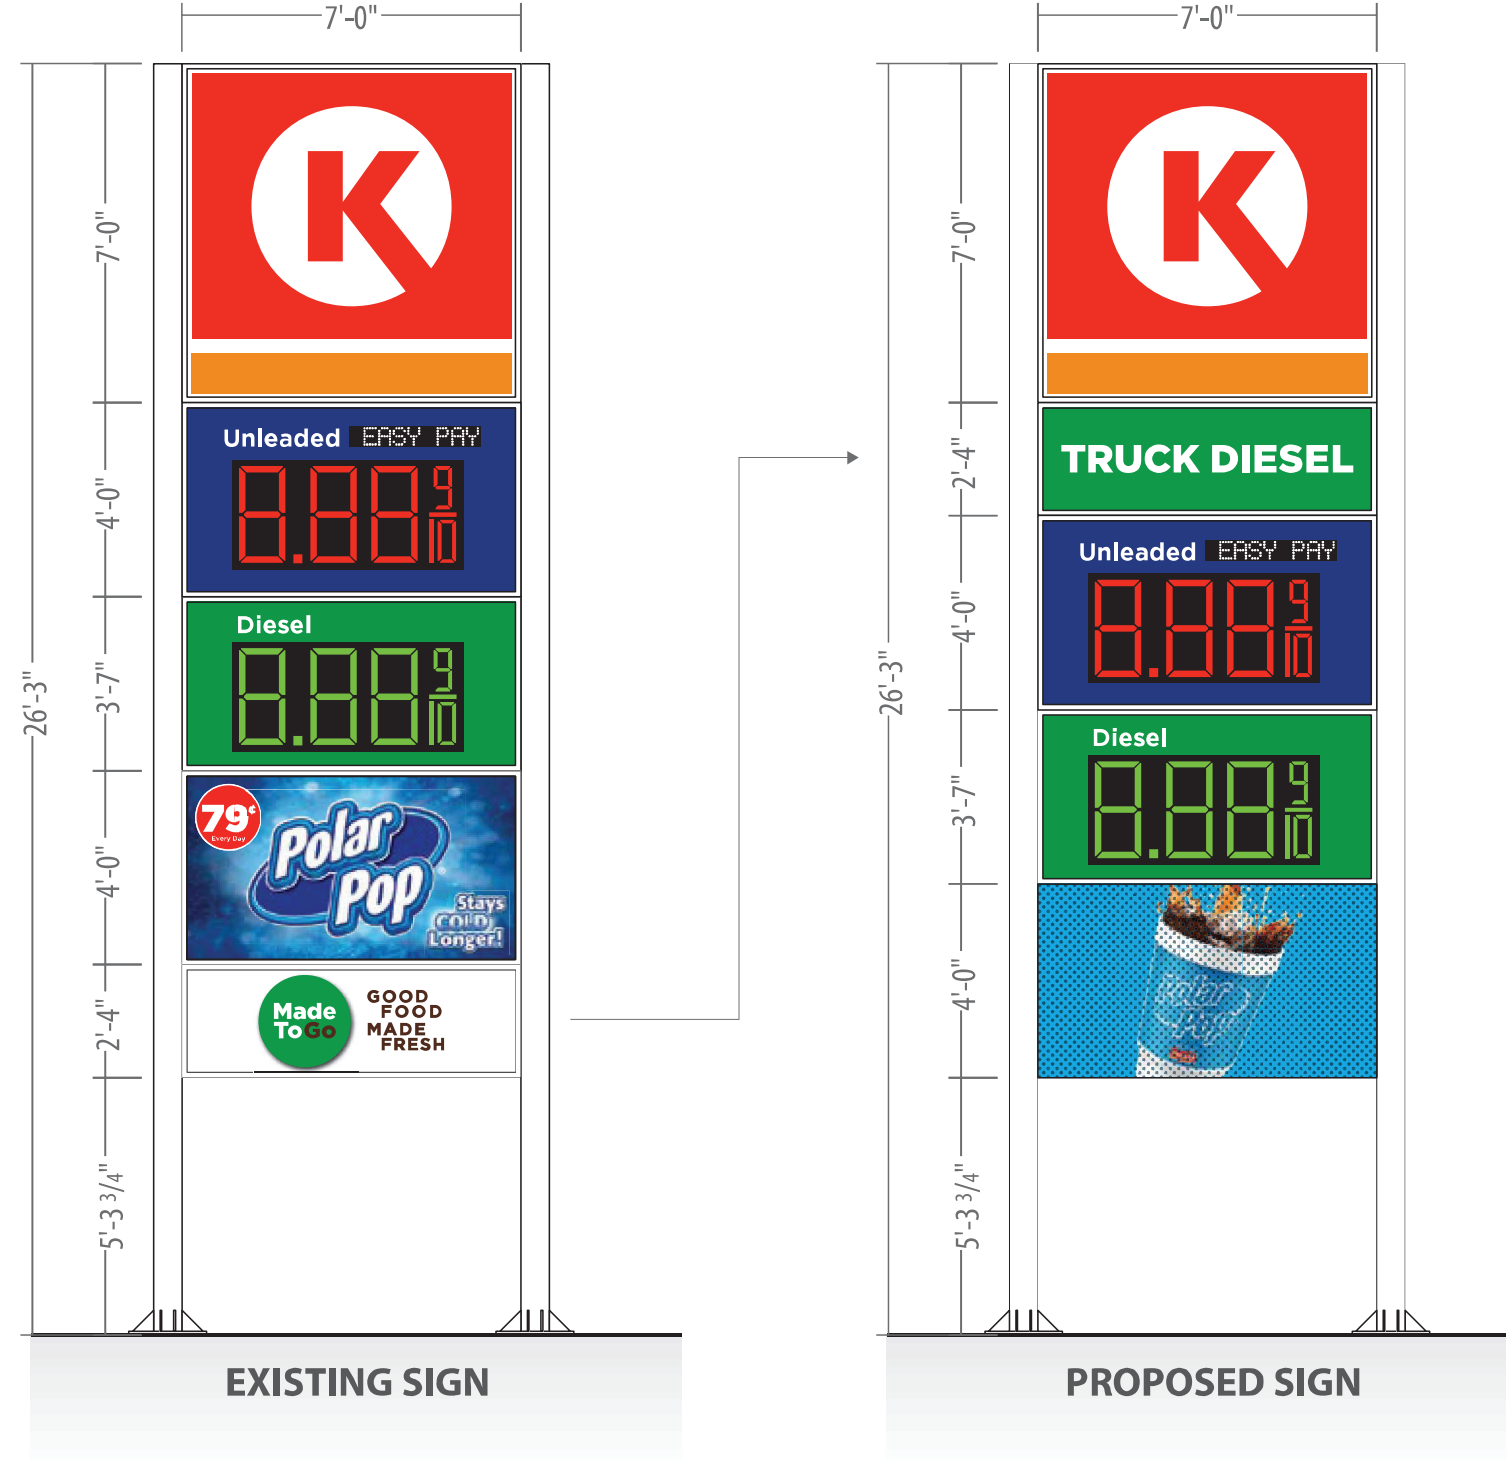 7'-0"
K
7'-0"
26'-3"
Unleaded EASY PAY
8.88 9/10
4'-0"
Diesel
8.88 9/10
3'-7"
79¢
Every Day
Polar
Pop
Stays
COLD
Longer!
4'-0"
Made
ToGo
GOOD
FOOD
MADE
FRESH
2'-4"
5'-3 3/4"
EXISTING SIGN
7'-0"
K
7'-0"
26'-3"
TRUCK DIESEL
2'-4"
Unleaded EASY PAY
8.88 9/10
4'-0"
Diesel
8.88 9/10
3'-7"
Polar
Pop
4'-0"
5'-3 3/4"
PROPOSED SIGN